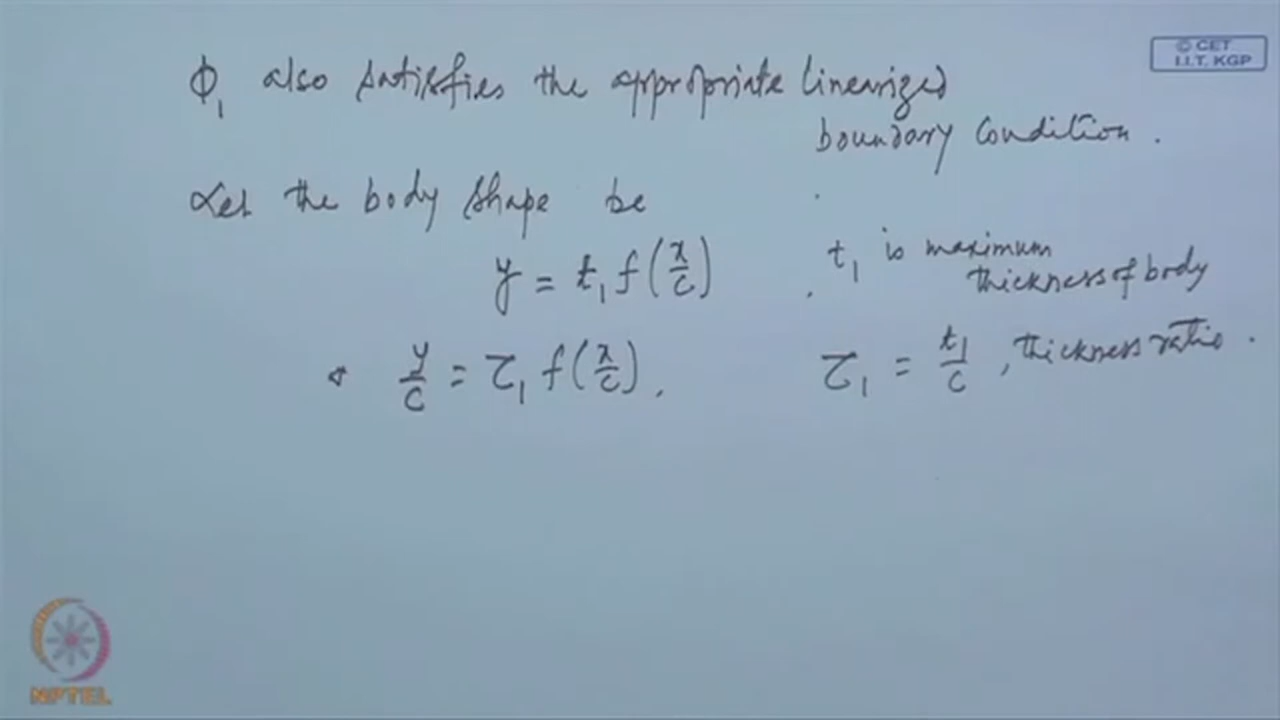 © CET
I.I.T. KGP
ϕ₁ also satisfies the appropriate linearized
boundary condition.
Let the body shape be
y = t₁ f(x/c)
t₁ is maximum
thickness of body
y/c = τ₁ f(x/c).
τ₁ = t₁/c, thickness ratio.
NPTEL